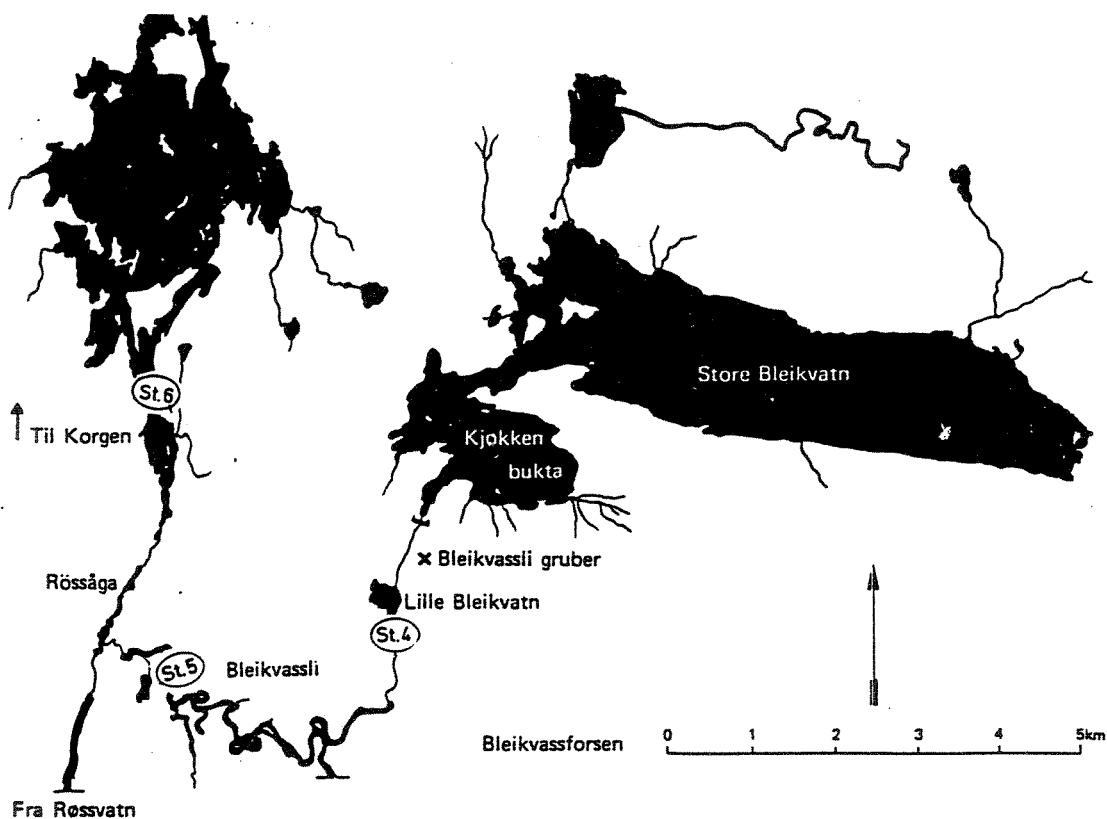 Store Bleikvatn
St.6
Til Korgen
Kjøkken
bukta
Bleikvassli gruber
Rössåga
Lille Bleikvatn
St.4
St.5
Bleikvassli
Bleikvassforsen
0 1 2 3 4 5km
Fra Røssvatn